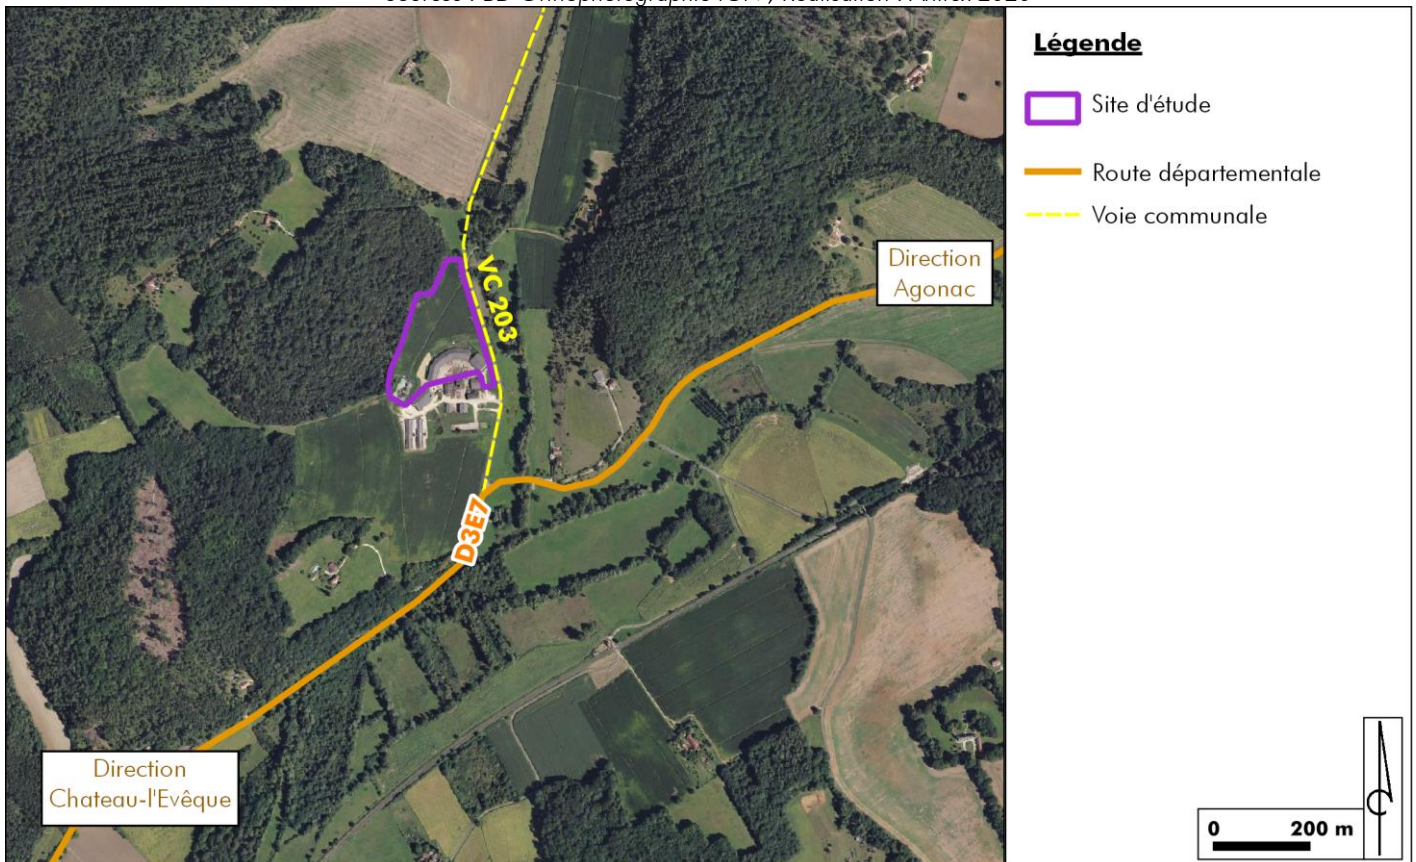 Légende
Site d'étude
Route départementale
Voie communale
Direction
Agonac
VC 203
D3E7
Direction
Chateau-l'Evêque
0 200 m